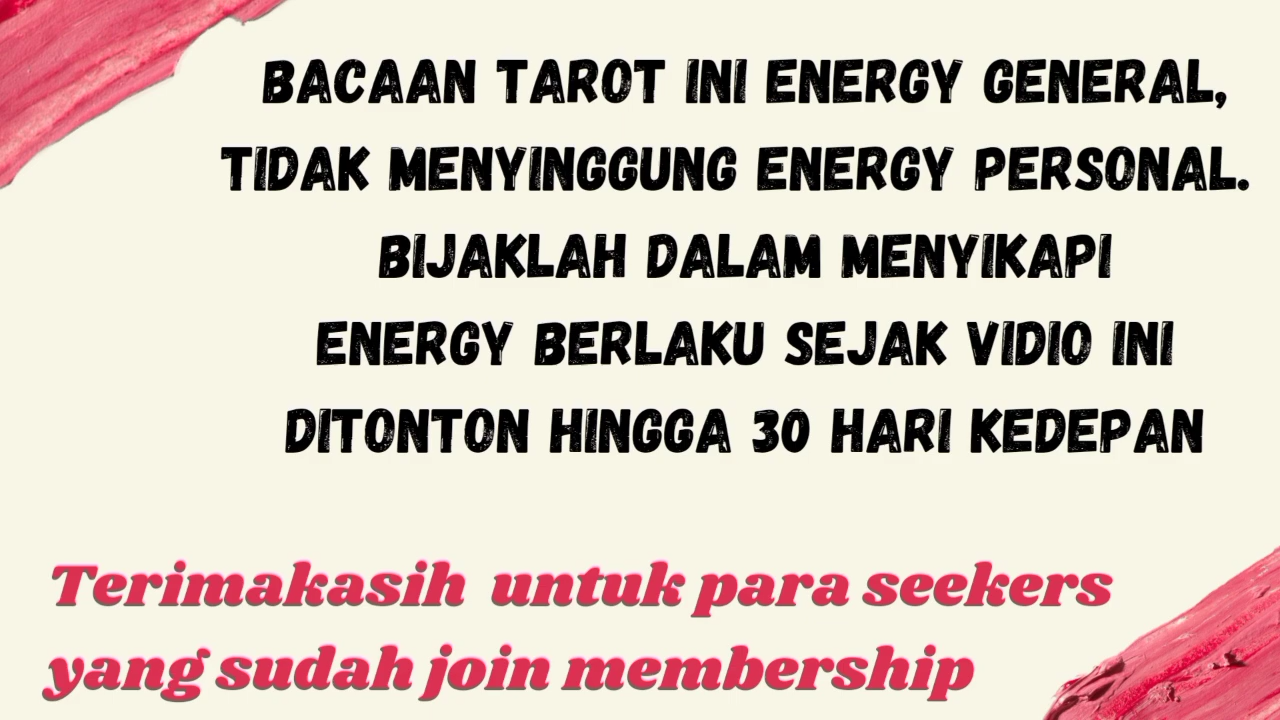 BACAAN TAROT INI ENERGY GENERAL,
TIDAK MENYINGGUNG ENERGY PERSONAL.
BIJAKLAH DALAM MENYIKAPI
ENERGY BERLAKU SEJAK VIDIO INI
DITONTON HINGGA 30 HARI KEDEPAN
Terimakasih untuk para seekers
yang sudah join membership